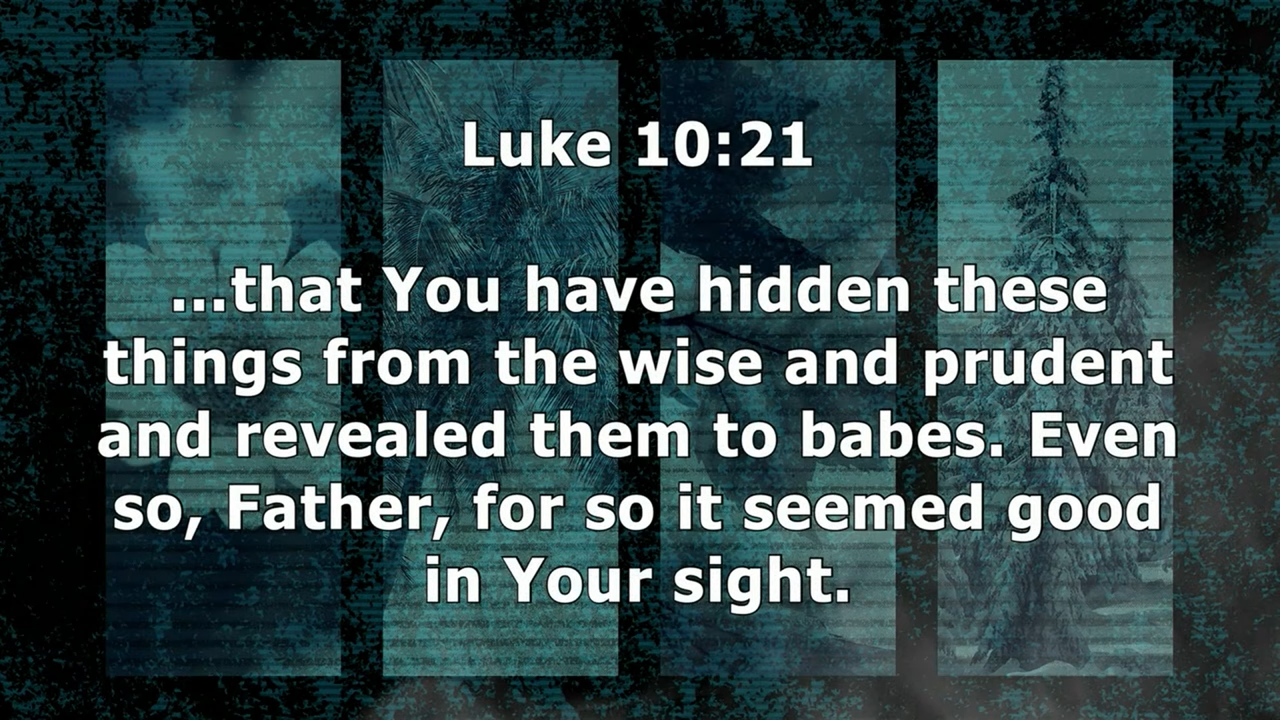 Luke 10:21
...that You have hidden these
things from the wise and prudent
and revealed them to babes. Even
so, Father, for so it seemed good
in Your sight.